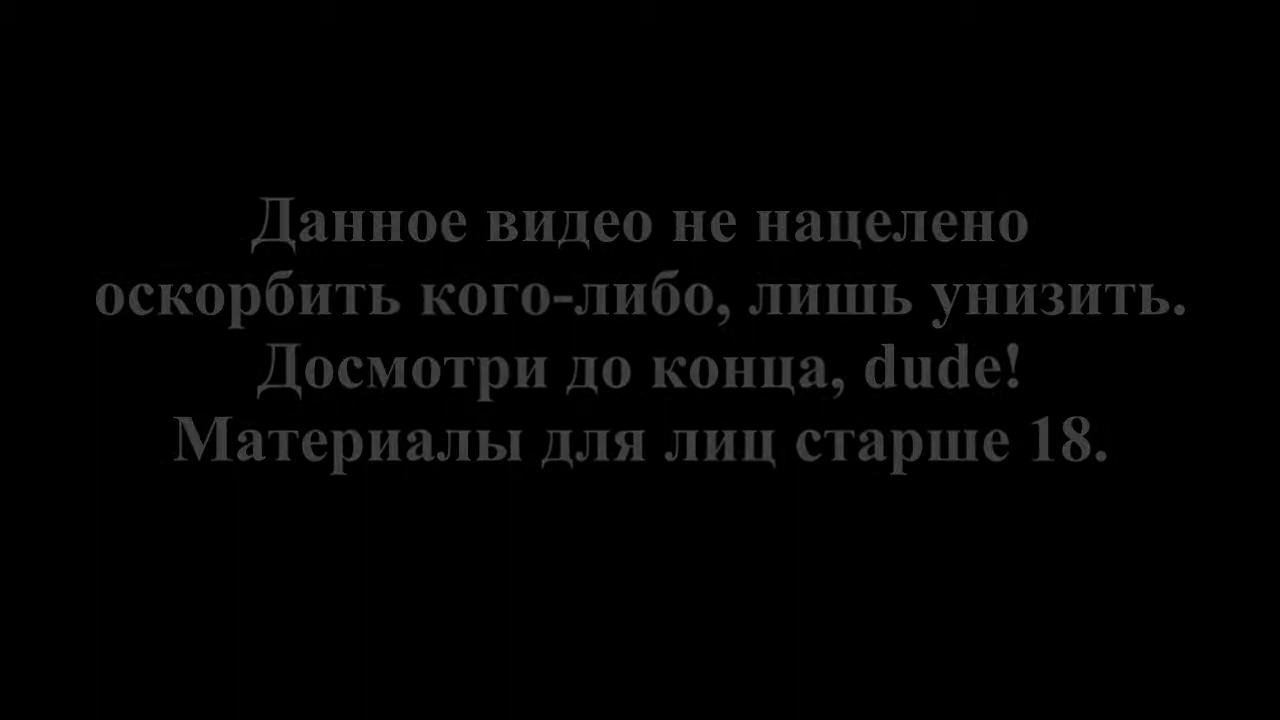 Данное видео не нацелено
оскорбить кого-либо, лишь унизить.
Досмотри до конца, dude!
Материалы для лиц старше 18.